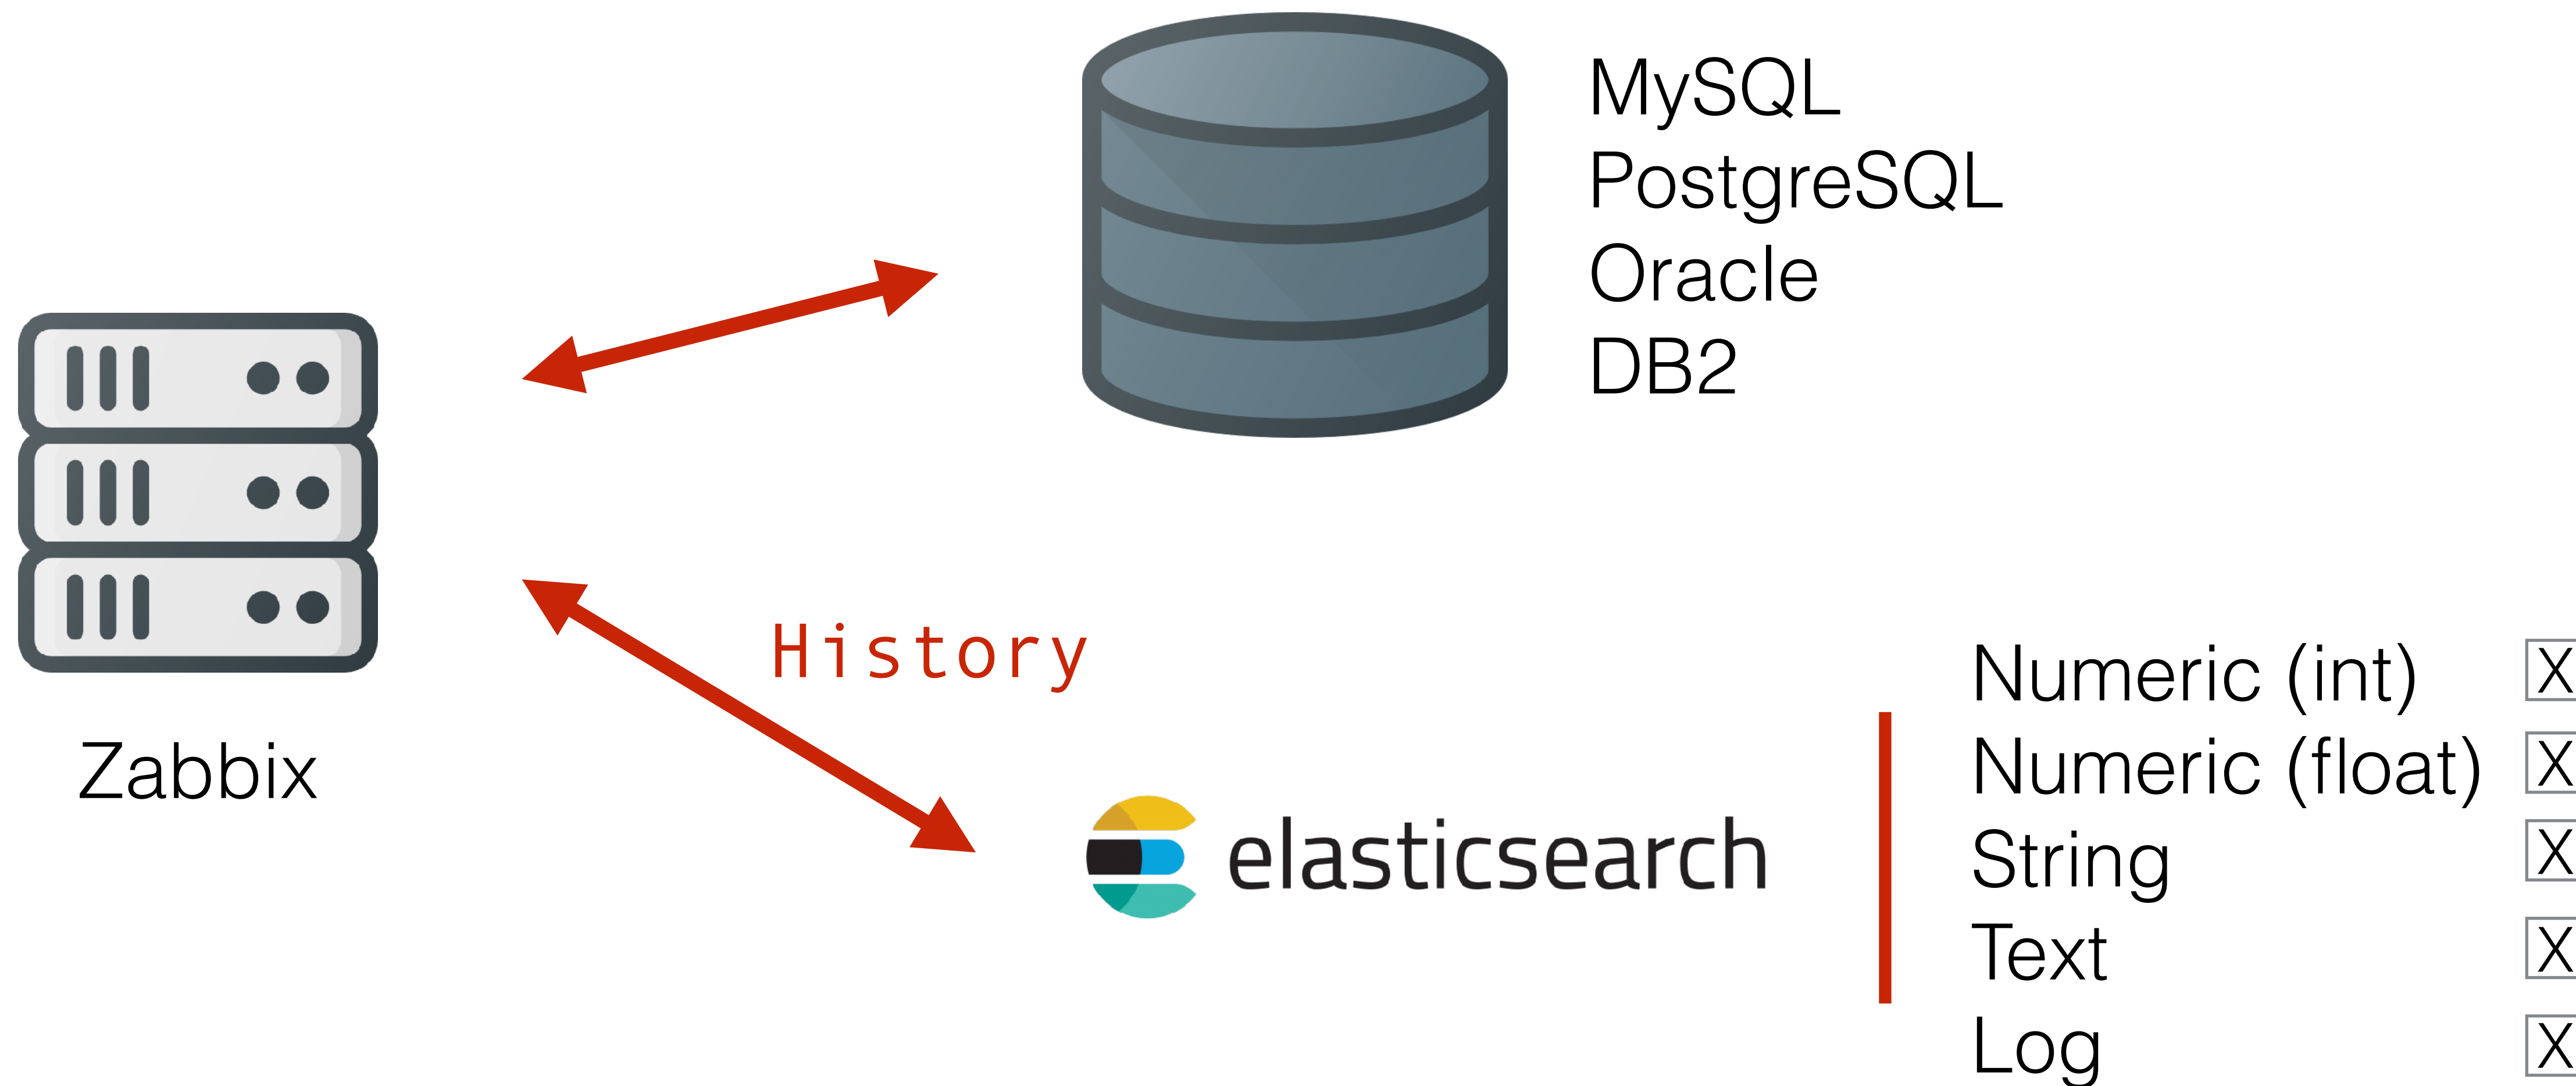 MySQL
PostgreSQL
Oracle
DB2
Zabbix
History
elasticsearch
Numeric (int) X
Numeric (float) X
String X
Text X
Log X